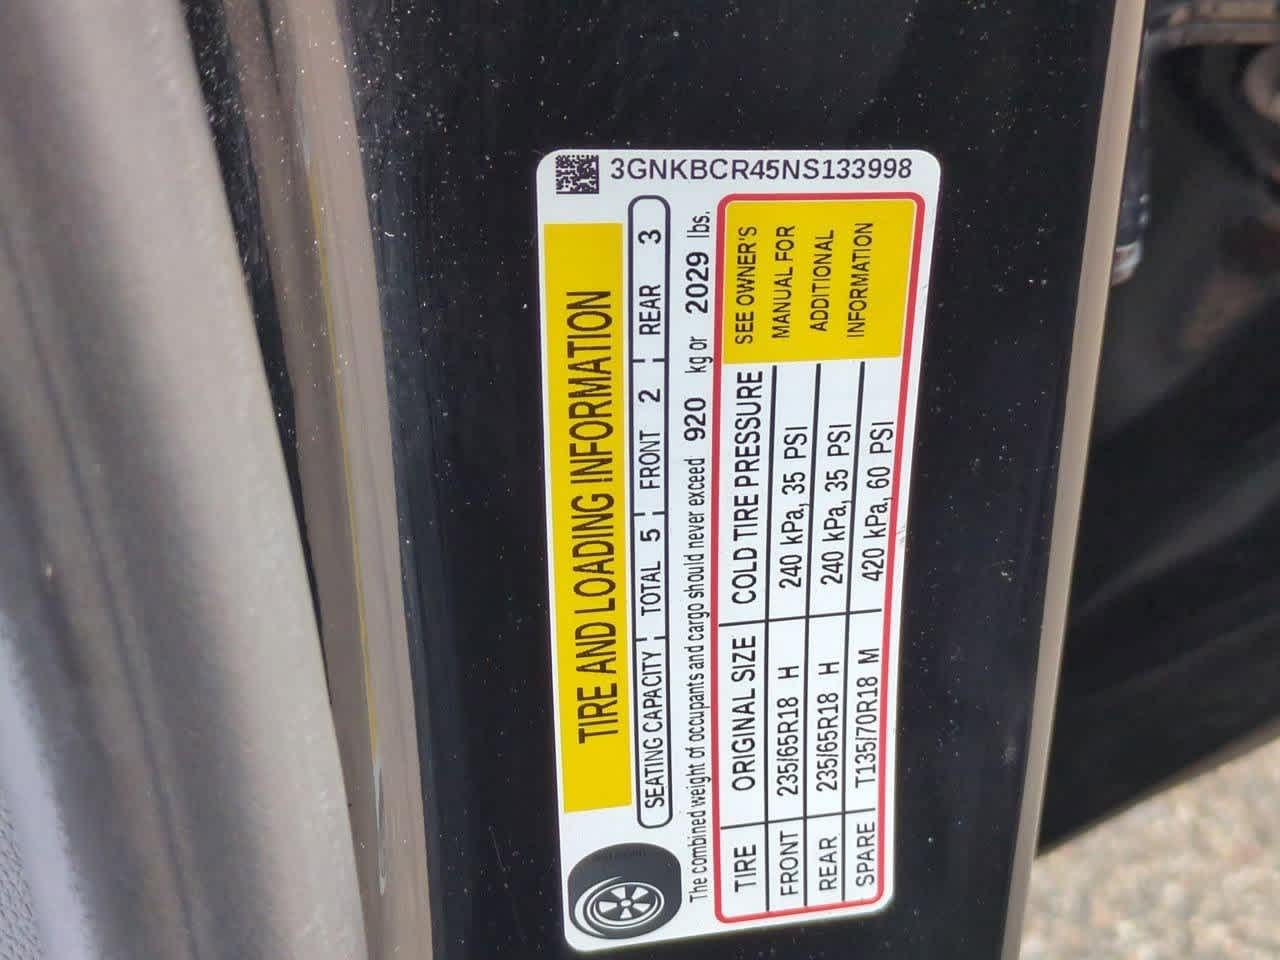 3GNKBCR45NS133998
TIRE AND LOADING INFORMATION
SEATING CAPACITY TOTAL 5 FRONT 2 REAR 3
The combined weight of occupants and cargo should never exceed 920 kg or 2029 lbs.
TIRE ORIGINAL SIZE COLD TIRE PRESSURE
FRONT 235/65R18 H 240 kPa, 35 PSI
REAR 235/65R18 H 240 kPa, 35 PSI
SPARE T135/70R18 M 420 kPa, 60 PSI
SEE OWNER'S
MANUAL FOR
ADDITIONAL
INFORMATION